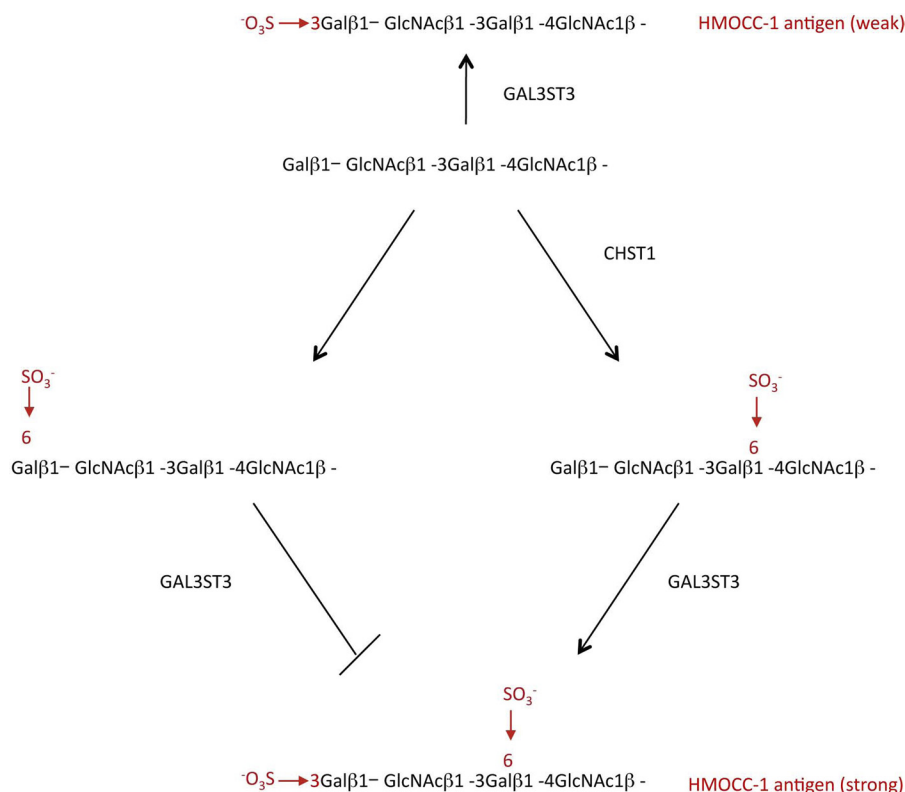 ⁻O₃S 3Galβ1– GlcNAcβ1 -3Galβ1 -4GlcNAc1β - HMOCC-1 antigen (weak)
GAL3ST3
Galβ1– GlcNAcβ1 -3Galβ1 -4GlcNAc1β -
CHST1
SO₃⁻
6
Galβ1– GlcNAcβ1 -3Galβ1 -4GlcNAc1β -
SO₃⁻
6
Galβ1– GlcNAcβ1 -3Galβ1 -4GlcNAc1β -
GAL3ST3
GAL3ST3
SO₃⁻
6
⁻O₃S 3Galβ1– GlcNAcβ1 -3Galβ1 -4GlcNAc1β - HMOCC-1 antigen (strong)